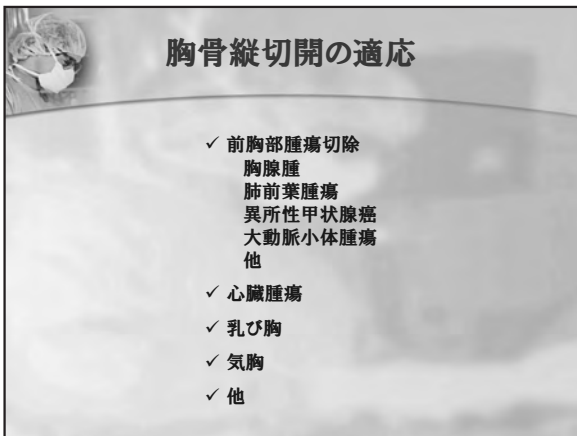 胸骨縦切開の適応
✓ 前胸部腫瘍切除
胸腺腫
肺前葉腫瘍
異所性甲状腺癌
大動脈小体腫瘍
他
✓ 心臓腫瘍
✓ 乳び胸
✓ 気胸
✓ 他